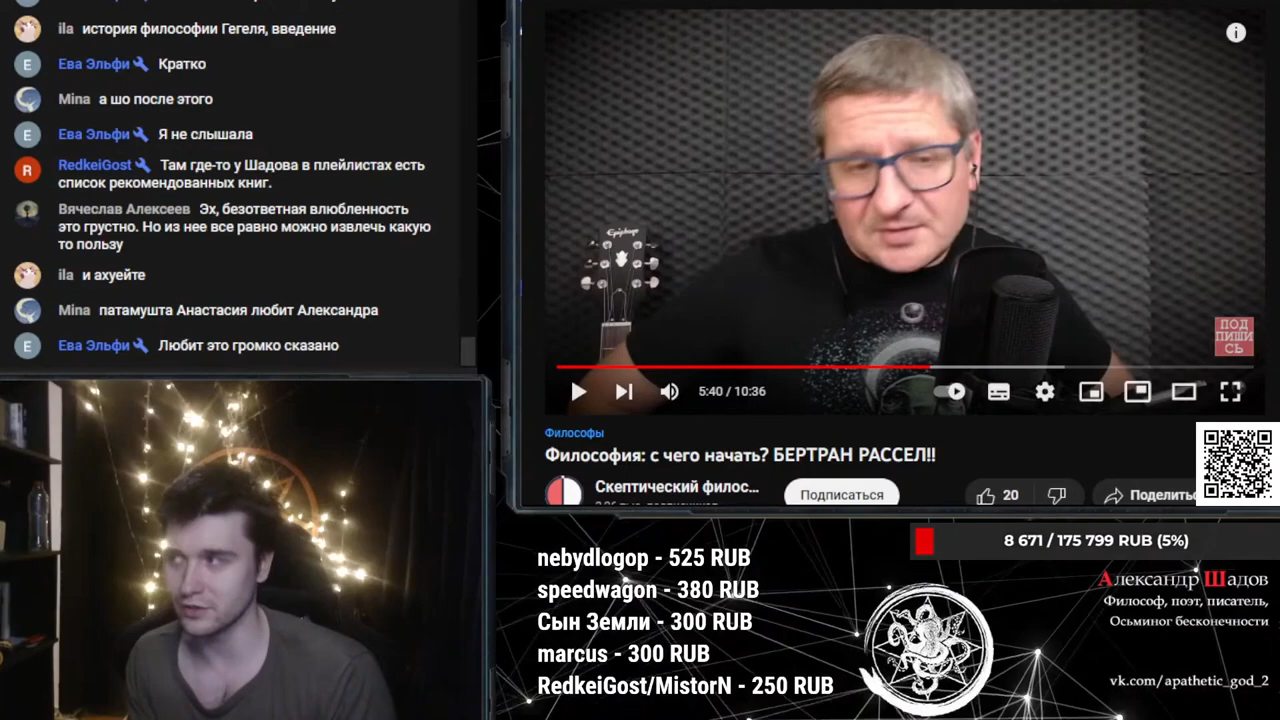 ila история философии Гегеля, введение
Ева Эльфи Кратко
Mina а шо после этого
Ева Эльфи Я не слышала
RedkeiGost Там где-то у Шадова в плейлистах есть
список рекомендованных книг.
Вячеслав Алексеев Эх, безответная влюбленность
это грустно. Но из нее все равно можно извлечь какую
то пользу
ila и ахуейте
Mina патамушта Анастасия любит Александра
Ева Эльфи Любит это громко сказано
E
E
R
E
i
Epiphone
ПОД
ПИШИ
СЬ
5:40 / 10:36
Философы
Философия: с чего начать? БЕРТРАН РАССЕЛ!!
Скептический филос...
Подписаться
20
Поделитьс
nebydlogop - 525 RUB
speedwagon - 380 RUB
Сын Земли - 300 RUB
marcus - 300 RUB
RedkeiGost/MistorN - 250 RUB
8 671 / 175 799 RUB (5%)
Александр Шадов
Философ, поэт, писатель,
Осьминог бесконечности
vk.com/apathetic_god_2